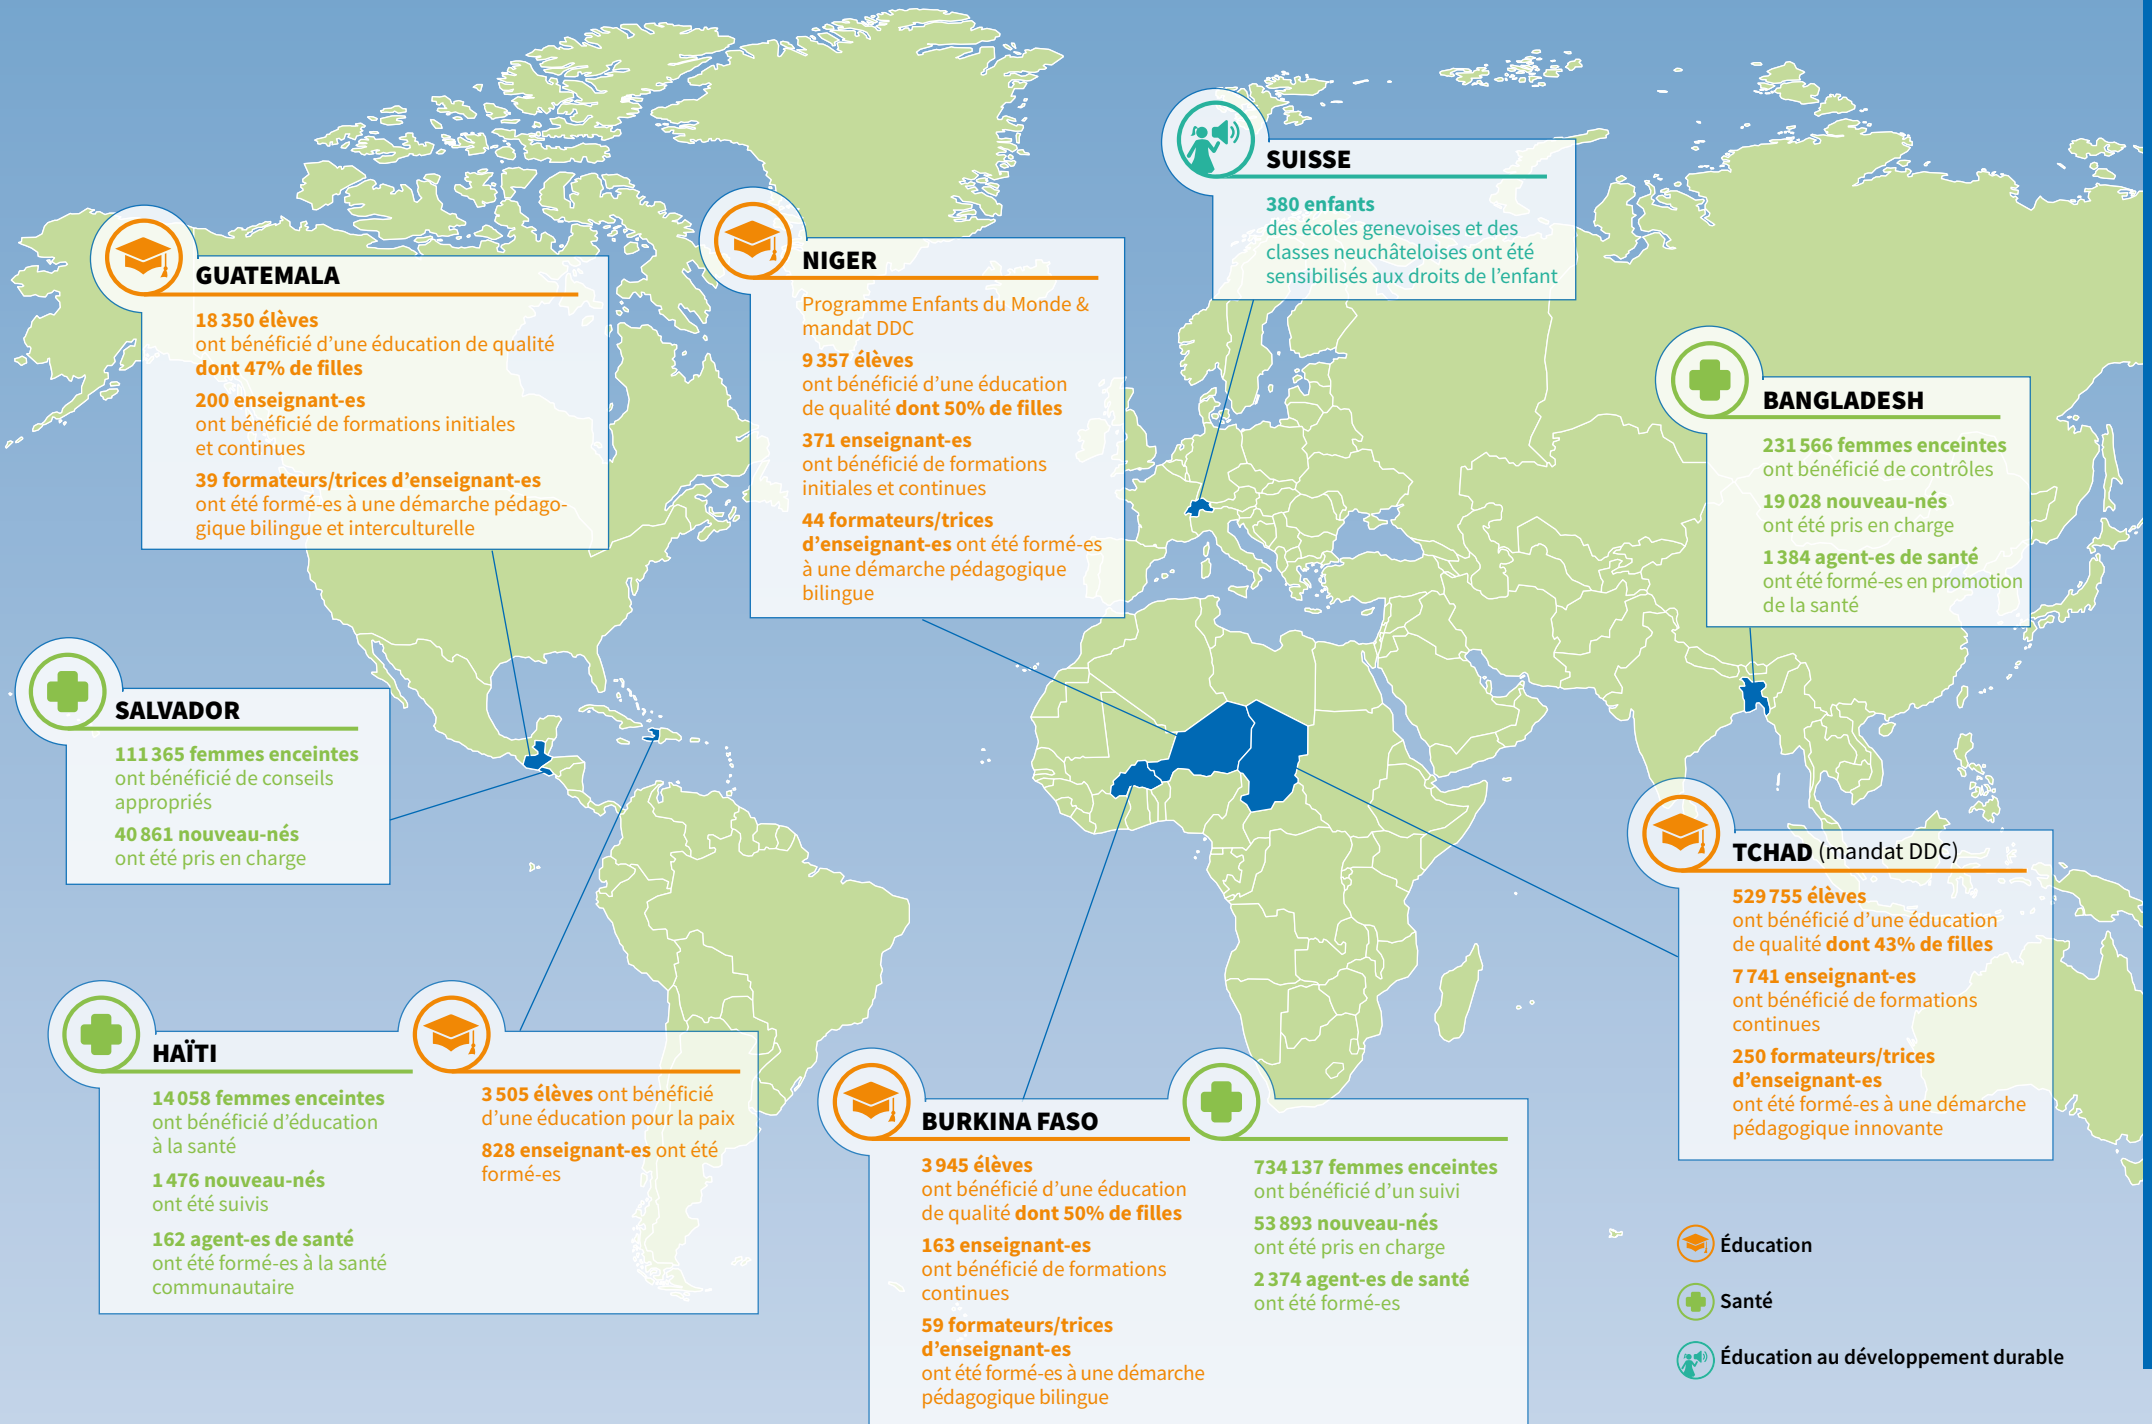 SUISSE
380 enfants
des écoles genevoises et des
classes neuchâteloises ont été
sensibilisés aux droits de l’enfant
GUATEMALA
18 350 élèves
ont bénéficié d’une éducation de qualité
dont 47% de filles
200 enseignant-es
ont bénéficié de formations initiales
et continues
39 formateurs/trices d’enseignant-es
ont été formé-es à une démarche pédago-
gique bilingue et interculturelle
NIGER
Programme Enfants du Monde &
mandat DDC
9 357 élèves
ont bénéficié d’une éducation
de qualité dont 50% de filles
371 enseignant-es
ont bénéficié de formations
initiales et continues
44 formateurs/trices
d’enseignant-es ont été formé-es
à une démarche pédagogique
bilingue
BANGLADESH
231 566 femmes enceintes
ont bénéficié de contrôles
19 028 nouveau-nés
ont été pris en charge
1 384 agent-es de santé
ont été formé-es en promotion
de la santé
SALVADOR
111 365 femmes enceintes
ont bénéficié de conseils
appropriés
40 861 nouveau-nés
ont été pris en charge
TCHAD (mandat DDC)
529 755 élèves
ont bénéficié d’une éducation
de qualité dont 43% de filles
7 741 enseignant-es
ont bénéficié de formations
continues
250 formateurs/trices
d’enseignant-es
ont été formé-es à une démarche
pédagogique innovante
HAÏTI
14 058 femmes enceintes
ont bénéficié d’éducation
à la santé
1 476 nouveau-nés
ont été suivis
162 agent-es de santé
ont été formé-es à la santé
communautaire
3 505 élèves ont bénéficié
d’une éducation pour la paix
828 enseignant-es ont été
formé-es
BURKINA FASO
3 945 élèves
ont bénéficié d’une éducation
de qualité dont 50% de filles
163 enseignant-es
ont bénéficié de formations
continues
59 formateurs/trices
d’enseignant-es
ont été formé-es à une démarche
pédagogique bilingue
734 137 femmes enceintes
ont bénéficié d’un suivi
53 893 nouveau-nés
ont été pris en charge
2 374 agent-es de santé
ont été formé-es
Éducation
Santé
Éducation au développement durable